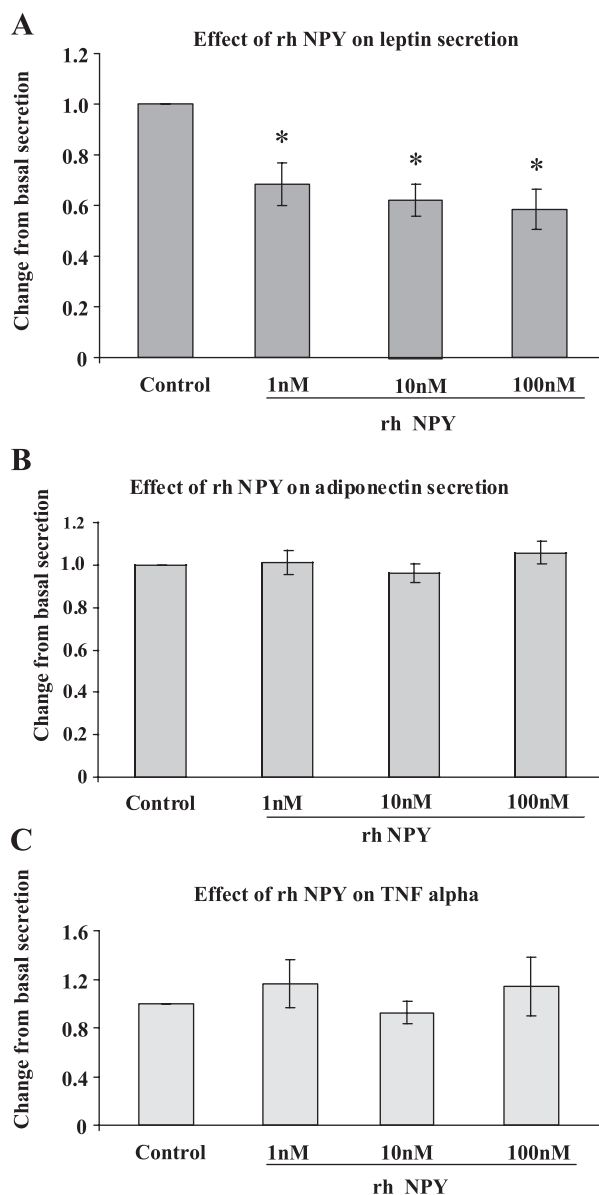 A
Effect of rh NPY on leptin secretion
Change from basal secretion
1.2
1.0
0.8
0.6
0.4
0.2
0
* * *
Control 1nM 10nM 100nM
rh NPY
B
Effect of rh NPY on adiponectin secretion
Change from basal secretion
1.2
1.0
0.8
0.6
0.4
0.2
0
Control 1nM 10nM 100nM
rh NPY
C
Effect of rh NPY on TNF alpha
Change from basal secretion
1.6
1.2
0.8
0.4
0
Control 1nM 10nM 100nM
rh NPY